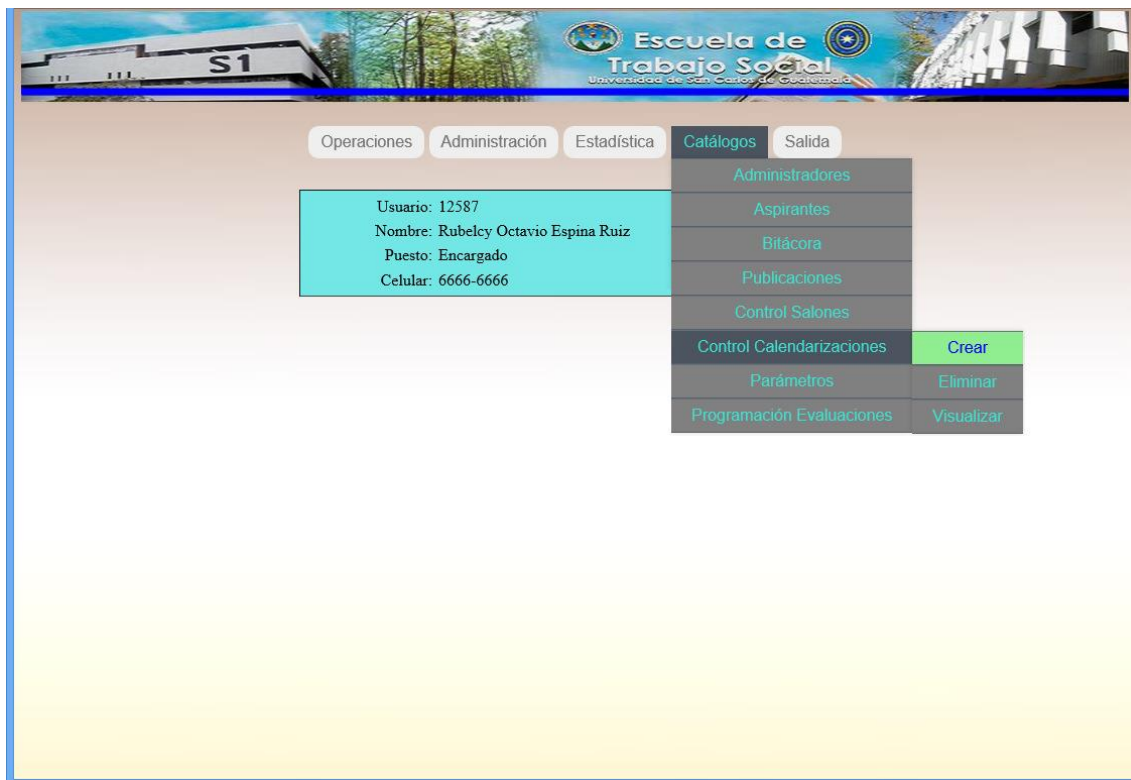 S1
Escuela de
Trabajo Social
Universidad de San Carlos de Guatemala
Operaciones Administración Estadística Catálogos Salida
Administradores
Usuario: 12587
Aspirantes
Nombre: Rubelcy Octavio Espina Ruiz
Bitácora
Puesto: Encargado
Publicaciones
Celular: 6666-6666
Control Salones
Control Calendarizaciones Crear
Parámetros Eliminar
Programación Evaluaciones Visualizar